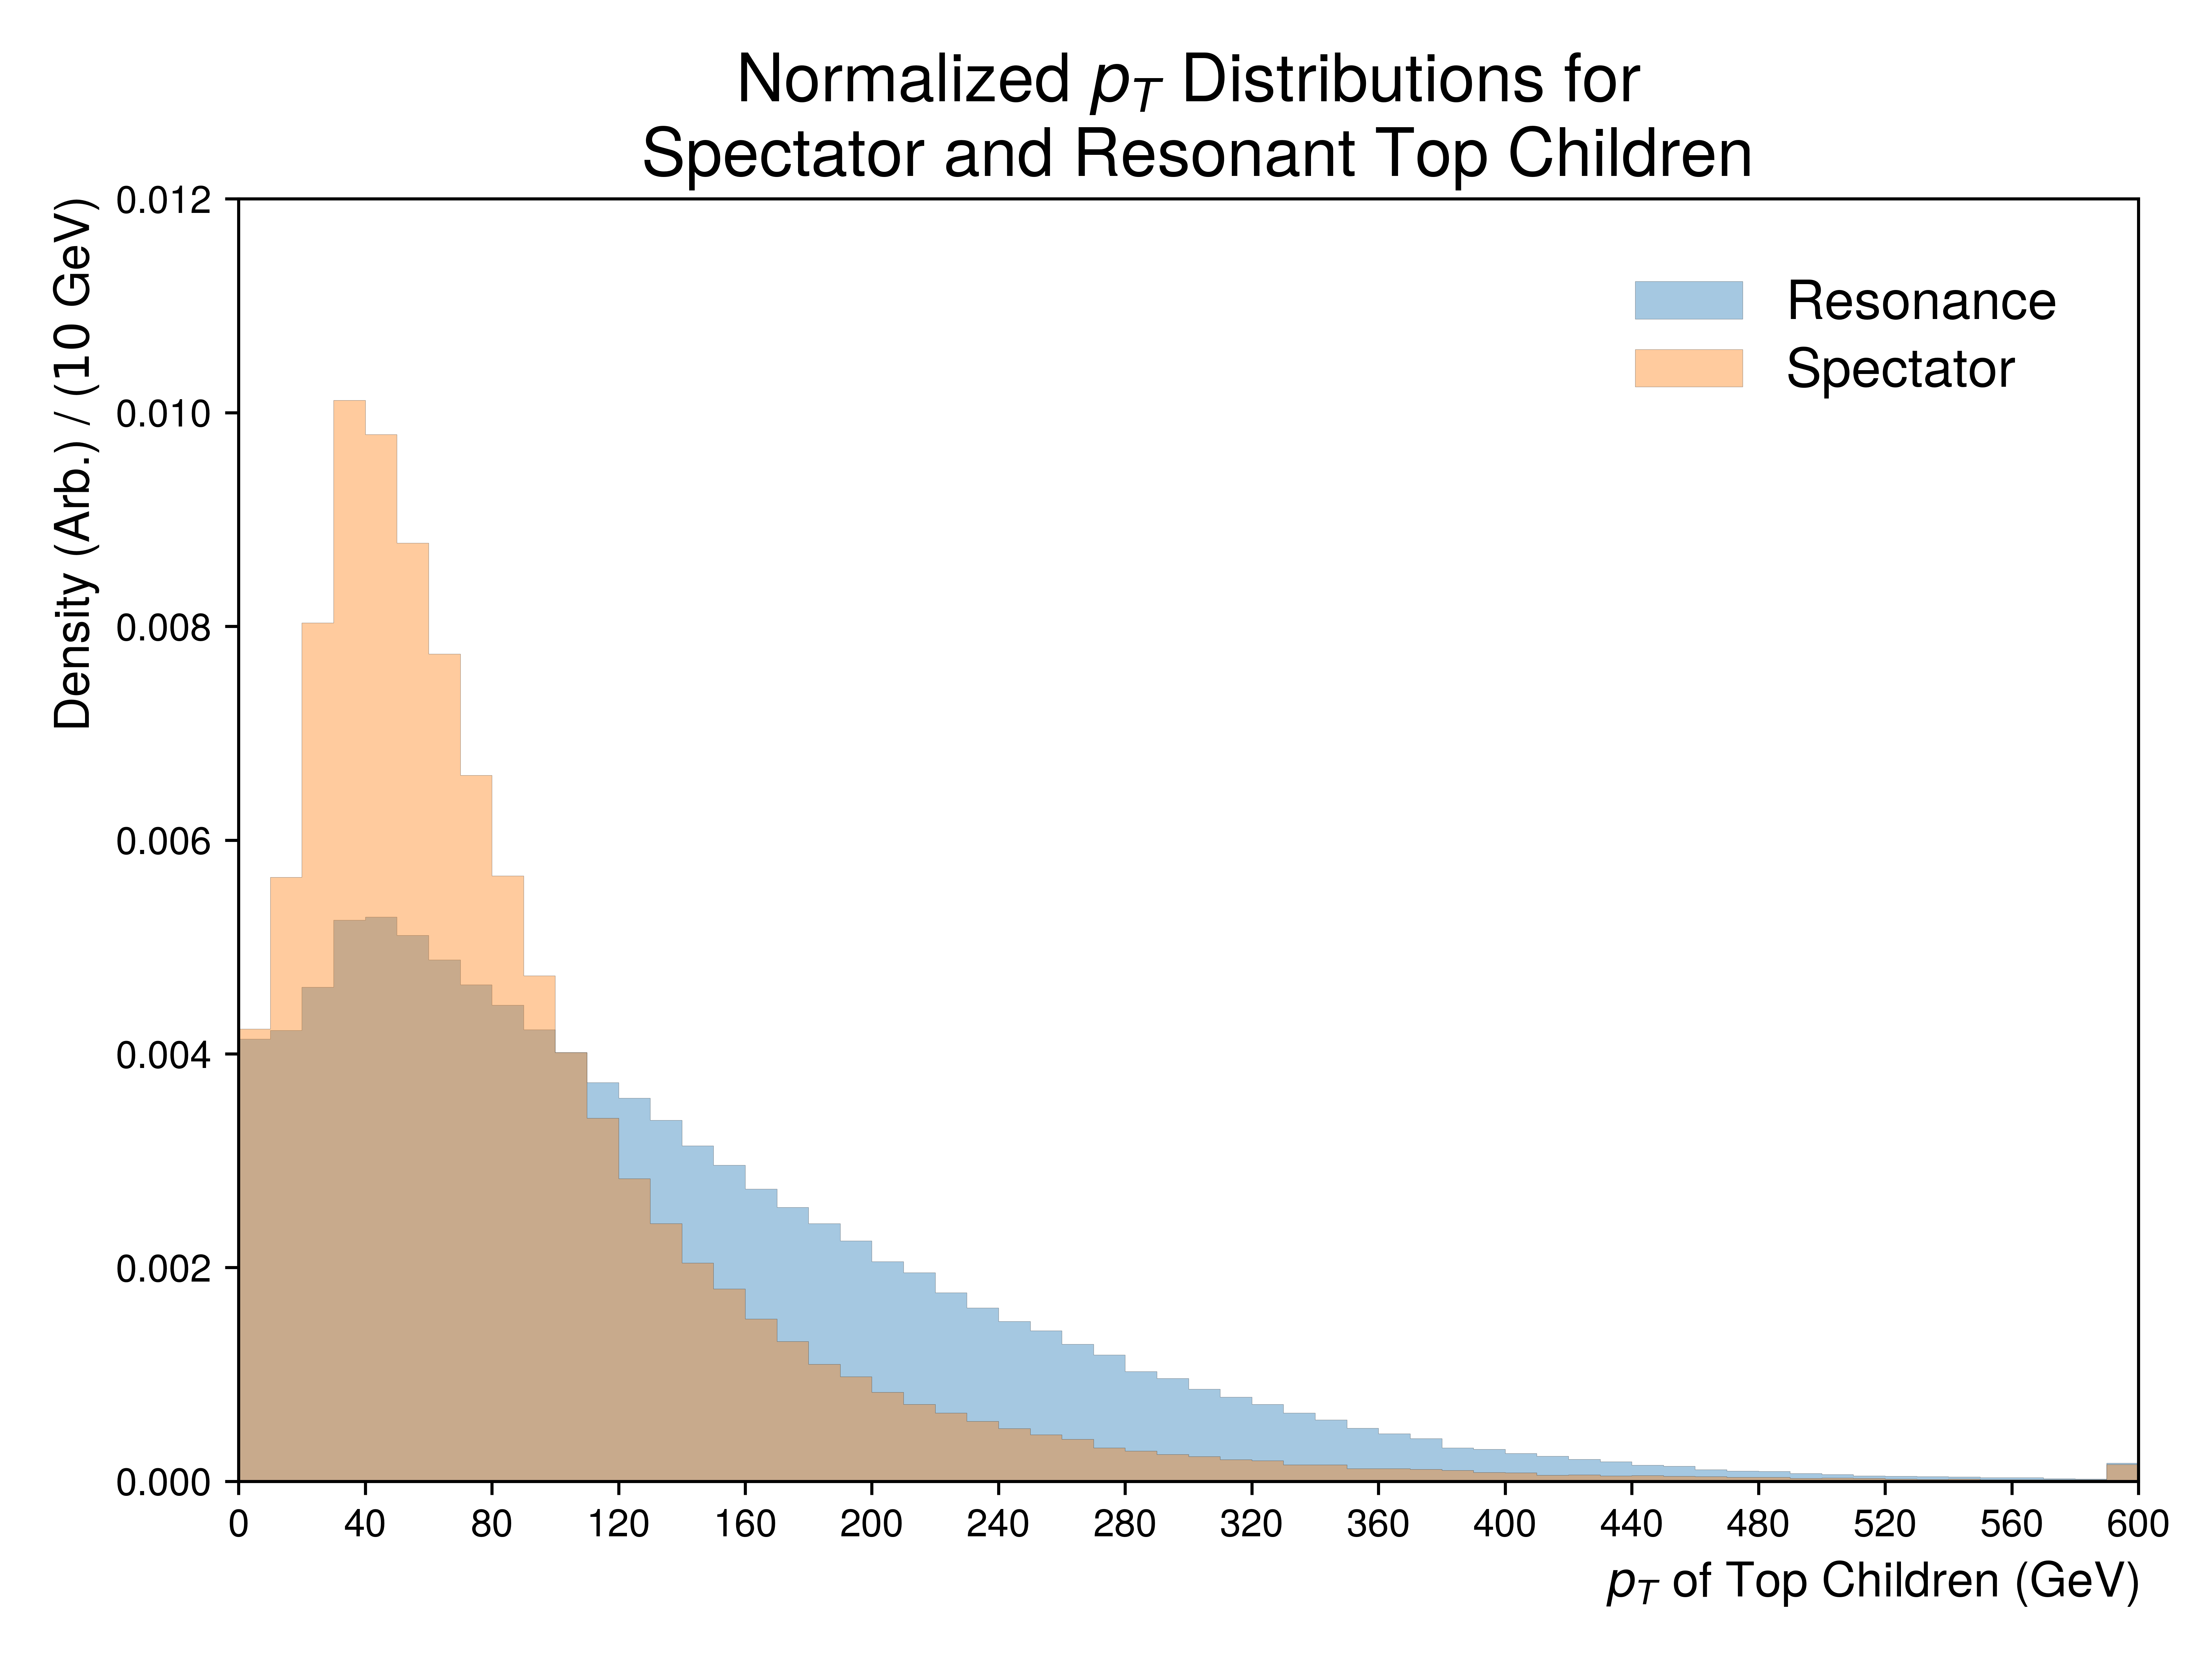 Normalized p_T Distributions for
Spectator and Resonant Top Children
Density (Arb.) / (10 GeV)
0.012
0.010
0.008
0.006
0.004
0.002
0.000
Resonance
Spectator
0 40 80 120 160 200 240 280 320 360 400 440 480 520 560 600
p_T of Top Children (GeV)